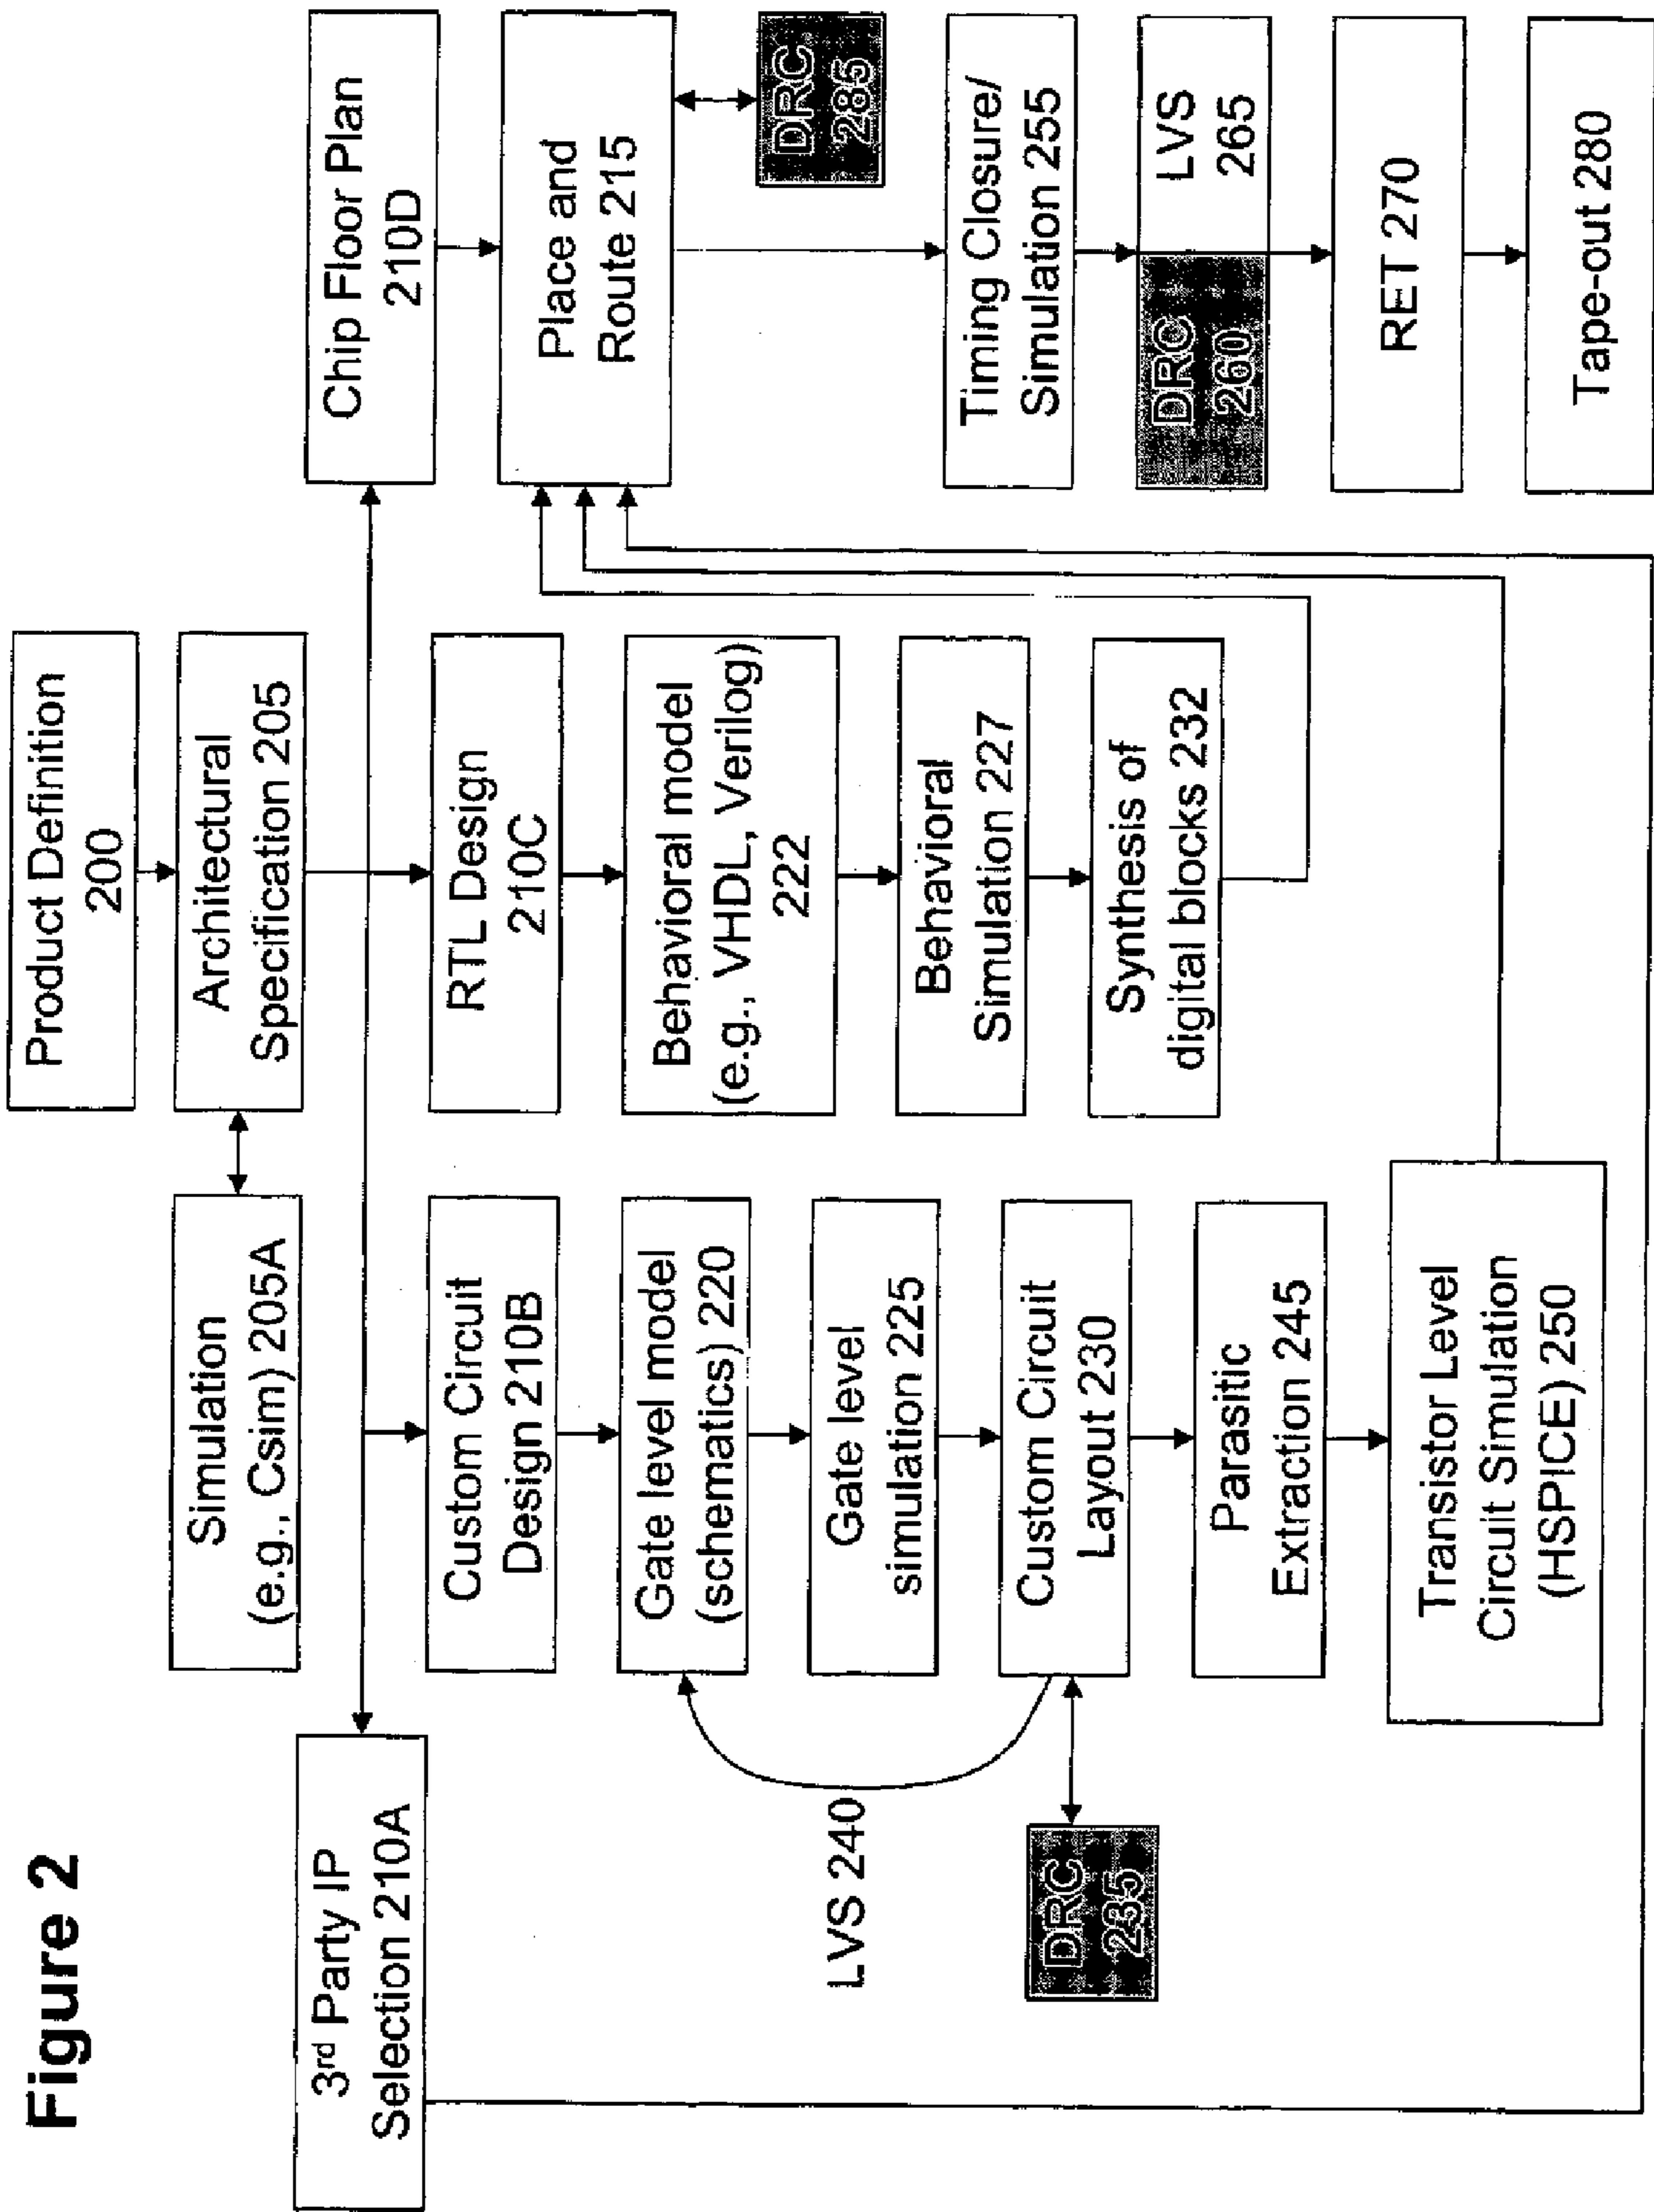 Figure 2
Product Definition
200
Architectural
Specification 205
Simulation
(e.g., Csim) 205A
3rd Party IP
Selection 210A
Custom Circuit
Design 210B
Gate level model
(schematics) 220
Gate level
simulation 225
Custom Circuit
Layout 230
LVS 240
DRC
235
Parasitic
Extraction 245
Transistor Level
Circuit Simulation
(HSPICE) 250
RTL Design
210C
Behavioral model
(e.g., VHDL, Verilog)
222
Behavioral
Simulation 227
Synthesis of
digital blocks 232
Chip Floor Plan
210D
Place and
Route 215
DRC
285
Timing Closure/
Simulation 255
DRC
260
LVS
265
RET 270
Tape-out 280